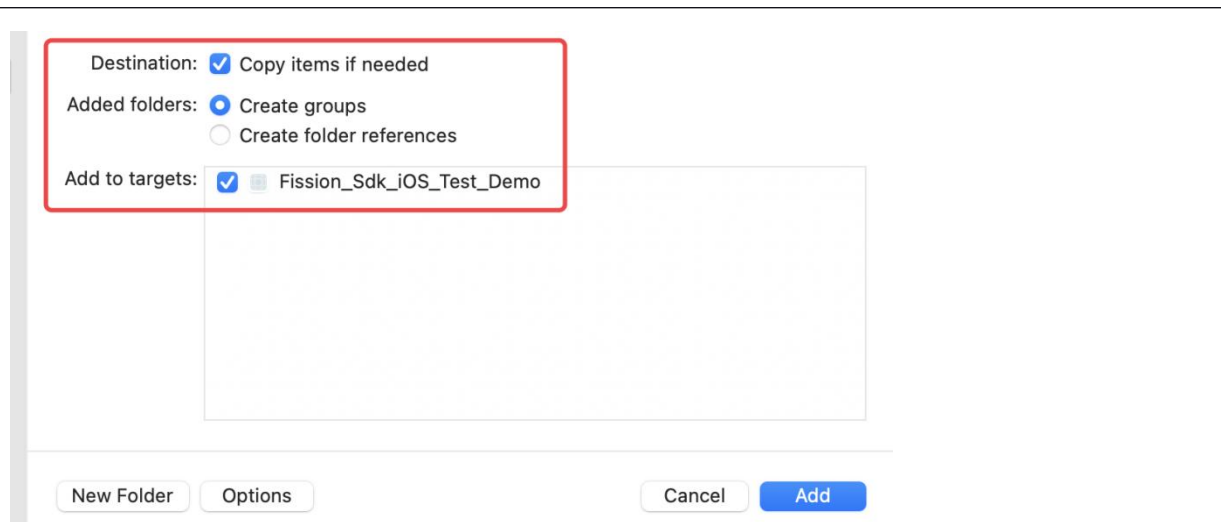 Destination: Copy items if needed
Added folders: Create groups
Create folder references
Add to targets: Fission_Sdk_iOS_Test_Demo
New Folder Options Cancel Add